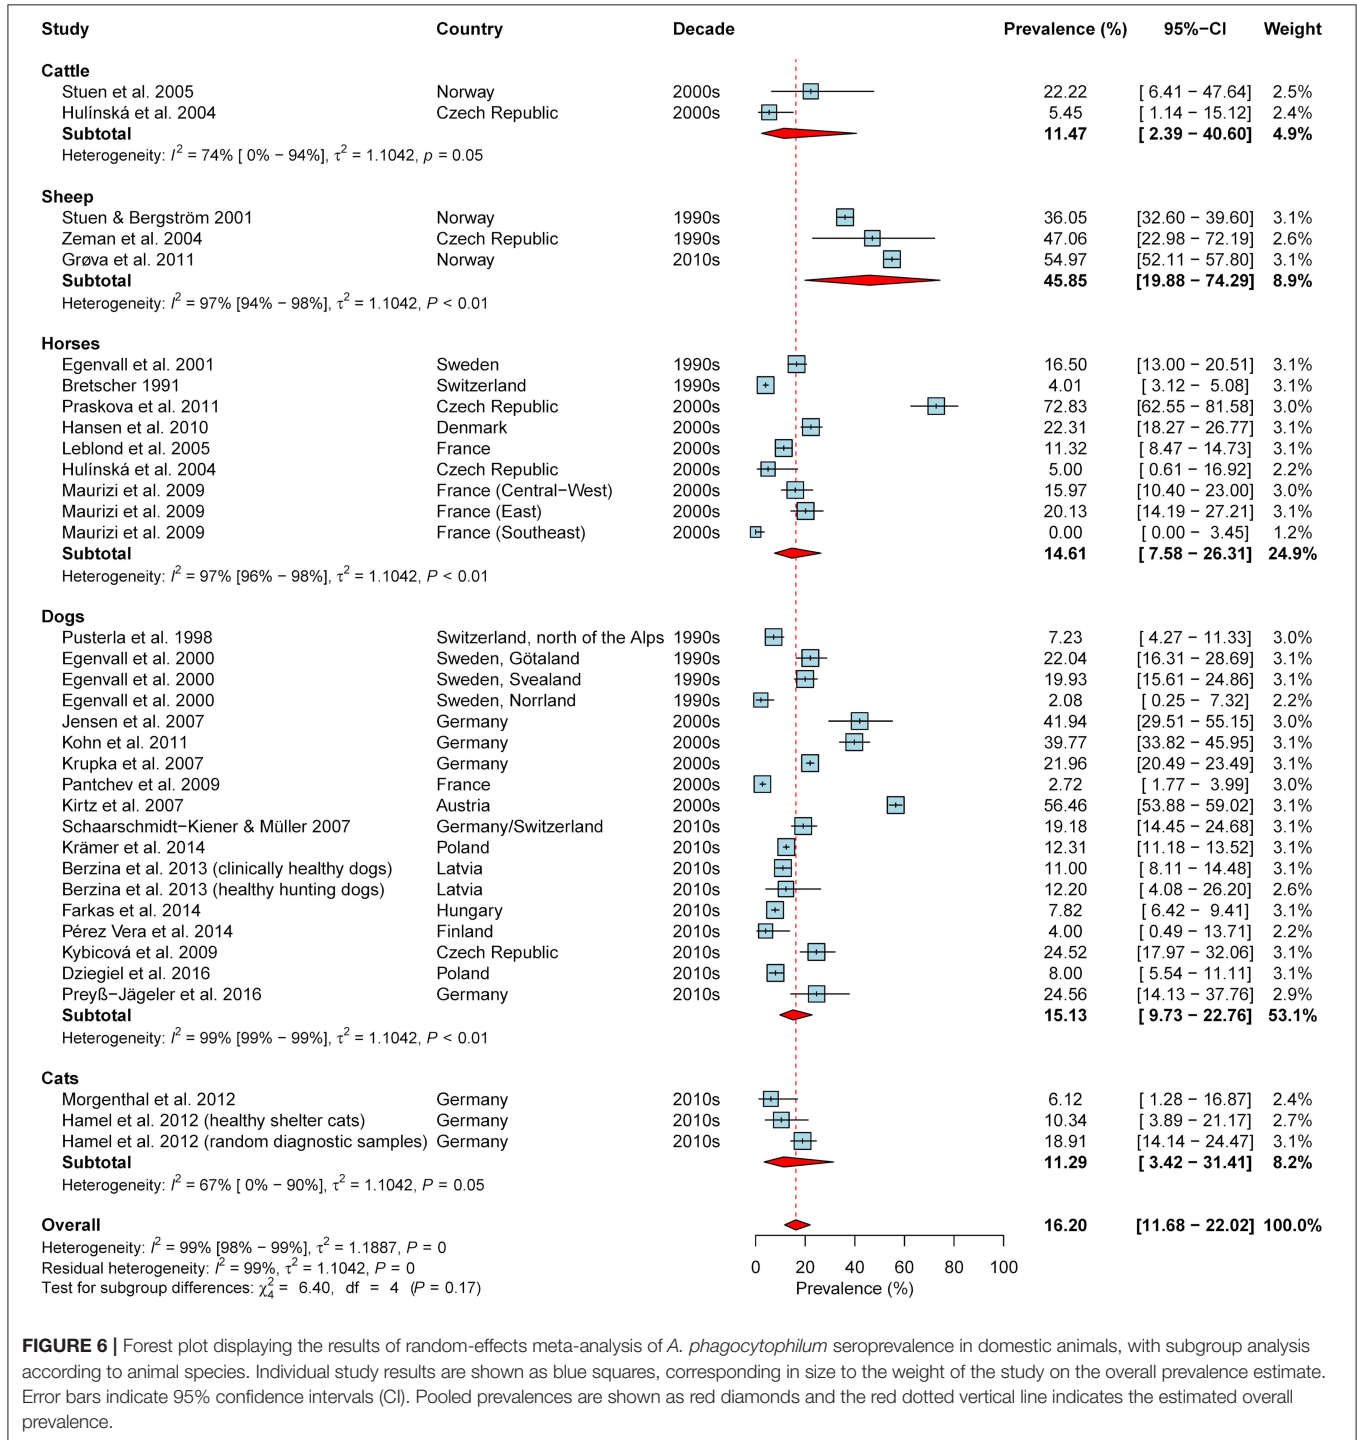 Study Country Decade Prevalence (%) 95%−CI Weight
Cattle
Stuen et al. 2005 Norway 2000s 22.22 [ 6.41 − 47.64] 2.5%
Hulínská et al. 2004 Czech Republic 2000s 5.45 [ 1.14 − 15.12] 2.4%
Subtotal 11.47 [ 2.39 − 40.60] 4.9%
Heterogeneity: I² = 74% [ 0% − 94%], τ² = 1.1042, p = 0.05
Sheep
Stuen & Bergström 2001 Norway 1990s 36.05 [32.60 − 39.60] 3.1%
Zeman et al. 2004 Czech Republic 1990s 47.06 [22.98 − 72.19] 2.6%
Grøva et al. 2011 Norway 2010s 54.97 [52.11 − 57.80] 3.1%
Subtotal 45.85 [19.88 − 74.29] 8.9%
Heterogeneity: I² = 97% [94% − 98%], τ² = 1.1042, P < 0.01
Horses
Egenvall et al. 2001 Sweden 1990s 16.50 [13.00 − 20.51] 3.1%
Bretscher 1991 Switzerland 1990s 4.01 [ 3.12 − 5.08] 3.1%
Praskova et al. 2011 Czech Republic 2000s 72.83 [62.55 − 81.58] 3.0%
Hansen et al. 2010 Denmark 2000s 22.31 [18.27 − 26.77] 3.1%
Leblond et al. 2005 France 2000s 11.32 [ 8.47 − 14.73] 3.1%
Hulínská et al. 2004 Czech Republic 2000s 5.00 [ 0.61 − 16.92] 2.2%
Maurizi et al. 2009 France (Central−West) 2000s 15.97 [10.40 − 23.00] 3.0%
Maurizi et al. 2009 France (East) 2000s 20.13 [14.19 − 27.21] 3.1%
Maurizi et al. 2009 France (Southeast) 2000s 0.00 [ 0.00 − 3.45] 1.2%
Subtotal 14.61 [ 7.58 − 26.31] 24.9%
Heterogeneity: I² = 97% [96% − 98%], τ² = 1.1042, P < 0.01
Dogs
Pusterla et al. 1998 Switzerland, north of the Alps 1990s 7.23 [ 4.27 − 11.33] 3.0%
Egenvall et al. 2000 Sweden, Götaland 1990s 22.04 [16.31 − 28.69] 3.1%
Egenvall et al. 2000 Sweden, Svealand 1990s 19.93 [15.61 − 24.86] 3.1%
Egenvall et al. 2000 Sweden, Norrland 1990s 2.08 [ 0.25 − 7.32] 2.2%
Jensen et al. 2007 Germany 2000s 41.94 [29.51 − 55.15] 3.0%
Kohn et al. 2011 Germany 2000s 39.77 [33.82 − 45.95] 3.1%
Krupka et al. 2007 Germany 2000s 21.96 [20.49 − 23.49] 3.1%
Pantchev et al. 2009 France 2000s 2.72 [ 1.77 − 3.99] 3.0%
Kirtz et al. 2007 Austria 2000s 56.46 [53.88 − 59.02] 3.1%
Schaarschmidt−Kiener & Müller 2007 Germany/Switzerland 2010s 19.18 [14.45 − 24.68] 3.1%
Krämer et al. 2014 Poland 2010s 12.31 [11.18 − 13.52] 3.1%
Berzina et al. 2013 (clinically healthy dogs) Latvia 2010s 11.00 [ 8.11 − 14.48] 3.1%
Berzina et al. 2013 (healthy hunting dogs) Latvia 2010s 12.20 [ 4.08 − 26.20] 2.6%
Farkas et al. 2014 Hungary 2010s 7.82 [ 6.42 − 9.41] 3.1%
Pérez Vera et al. 2014 Finland 2010s 4.00 [ 0.49 − 13.71] 2.2%
Kybicová et al. 2009 Czech Republic 2010s 24.52 [17.97 − 32.06] 3.1%
Dziegiel et al. 2016 Poland 2010s 8.00 [ 5.54 − 11.11] 3.1%
Preyß−Jägeler et al. 2016 Germany 2010s 24.56 [14.13 − 37.76] 2.9%
Subtotal 15.13 [ 9.73 − 22.76] 53.1%
Heterogeneity: I² = 99% [99% − 99%], τ² = 1.1042, P < 0.01
Cats
Morgenthal et al. 2012 Germany 2010s 6.12 [ 1.28 − 16.87] 2.4%
Hamel et al. 2012 (healthy shelter cats) Germany 2010s 10.34 [ 3.89 − 21.17] 2.7%
Hamel et al. 2012 (random diagnostic samples) Germany 2010s 18.91 [14.14 − 24.47] 3.1%
Subtotal 11.29 [ 3.42 − 31.41] 8.2%
Heterogeneity: I² = 67% [ 0% − 90%], τ² = 1.1042, P = 0.05
Overall 16.20 [11.68 − 22.02] 100.0%
Heterogeneity: I² = 99% [98% − 99%], τ² = 1.1887, P = 0
Residual heterogeneity: I² = 99%, τ² = 1.1042, P = 0
Test for subgroup differences: χ²₄ = 6.40, df = 4 (P = 0.17)
0 20 40 60 80 100
Prevalence (%)
FIGURE 6 | Forest plot displaying the results of random-effects meta-analysis of A. phagocytophilum seroprevalence in domestic animals, with subgroup analysis
according to animal species. Individual study results are shown as blue squares, corresponding in size to the weight of the study on the overall prevalence estimate.
Error bars indicate 95% confidence intervals (CI). Pooled prevalences are shown as red diamonds and the red dotted vertical line indicates the estimated overall
prevalence.